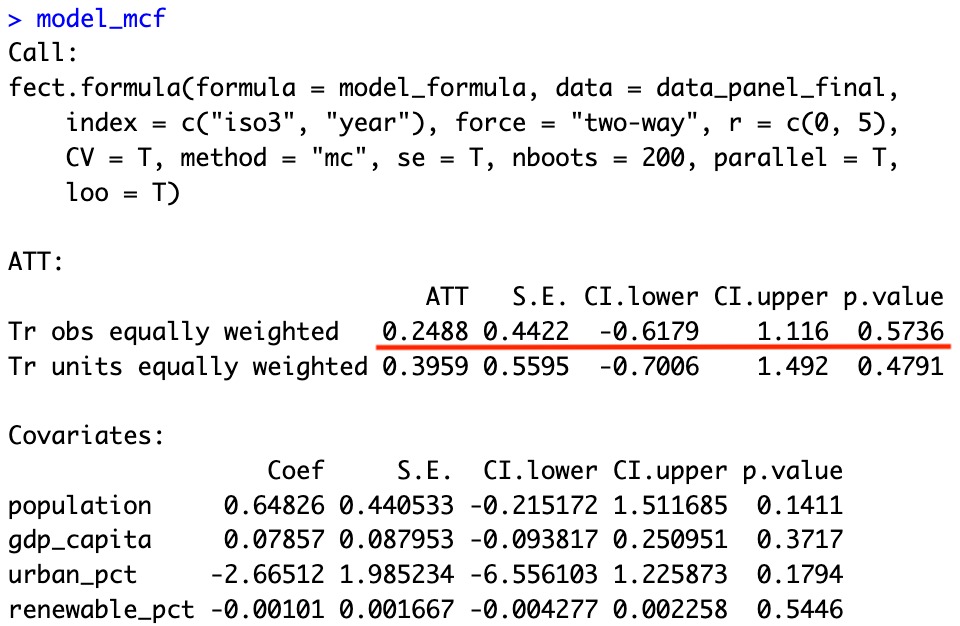 > model_mcf
Call:
fect.formula(formula = model_formula, data = data_panel_final,
    index = c("iso3", "year"), force = "two-way", r = c(0, 5),
    CV = T, method = "mc", se = T, nboots = 200, parallel = T,
    loo = T)

ATT:
                            ATT   S.E. CI.lower CI.upper p.value
Tr obs equally weighted   0.2488 0.4422  -0.6179    1.116  0.5736
Tr units equally weighted 0.3959 0.5595  -0.7006    1.492  0.4791

Covariates:
                  Coef     S.E.  CI.lower CI.upper p.value
population     0.64826 0.440533 -0.215172 1.511685  0.1411
gdp_capita     0.07857 0.087953 -0.093817 0.250951  0.3717
urban_pct     -2.66512 1.985234 -6.556103 1.225873  0.1794
renewable_pct -0.00101 0.001667 -0.004277 0.002258  0.5446